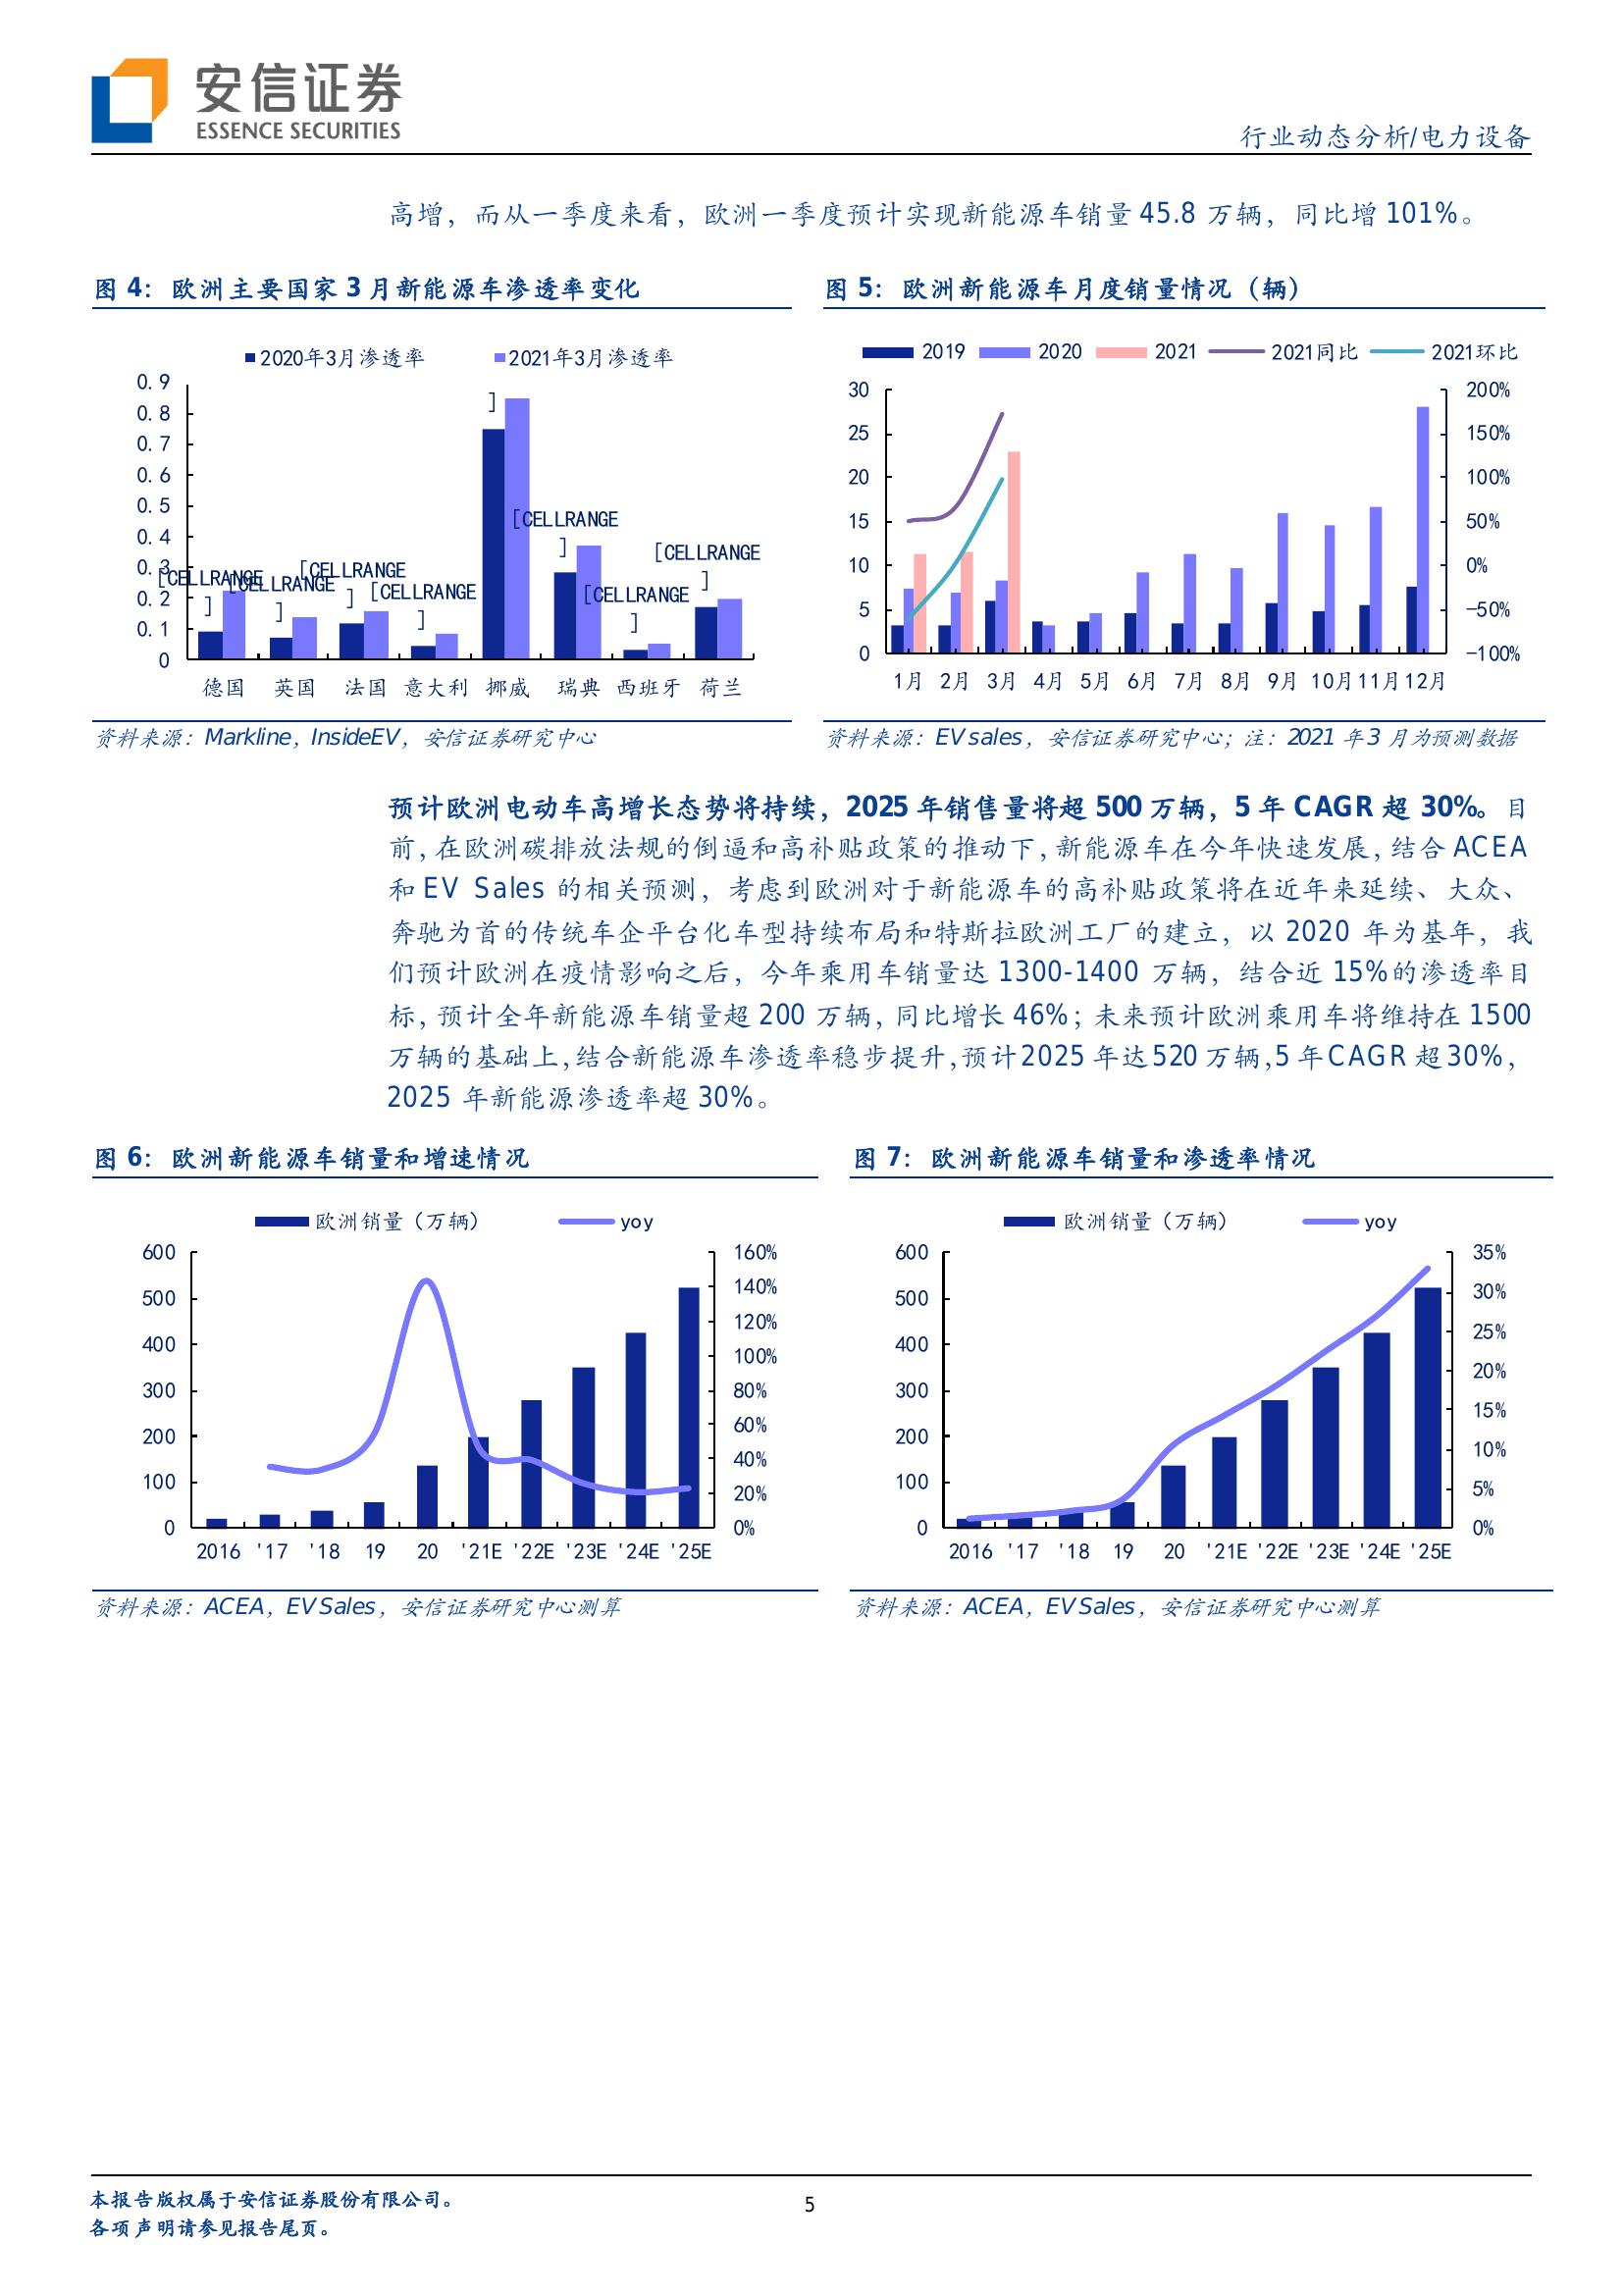 安信证券
ESSENCE SECURITIES
行业动态分析/电力设备
高增，而从一季度来看，欧洲一季度预计实现新能源车销量 45.8 万辆，同比增 101%。
图 4：欧洲主要国家 3 月新能源车渗透率变化
2020年3月渗透率 2021年3月渗透率
0.9
0.8
0.7
0.6
0.5
0.4
0.3
0.2
0.1
0
[CELLRANGE
]
[CELLRANGE
]
[CELLRANGE
]
[CELLRANGE
]
]
[CELLRANGE
]
[CELLRANGE
]
[CELLRANGE
]
德国 英国 法国 意大利 挪威 瑞典 西班牙 荷兰
资料来源：Markline，InsideEV，安信证券研究中心
图 5：欧洲新能源车月度销量情况（辆）
2019 2020 2021 2021同比 2021环比
30
25
20
15
10
5
0
200%
150%
100%
50%
0%
-50%
-100%
1月 2月 3月 4月 5月 6月 7月 8月 9月 10月 11月 12月
资料来源：EV sales，安信证券研究中心；注：2021 年 3 月为预测数据
预计欧洲电动车高增长态势将持续，2025 年销售量将超 500 万辆，5 年 CAGR 超 30%。目
前，在欧洲碳排放法规的倒逼和高补贴政策的推动下，新能源车在今年快速发展，结合 ACEA
和 EV Sales 的相关预测，考虑到欧洲对于新能源车的高补贴政策将在近年来延续、大众、
奔驰为首的传统车企平台化车型持续布局和特斯拉欧洲工厂的建立，以 2020 年为基年，我
们预计欧洲在疫情影响之后，今年乘用车销量达 1300-1400 万辆，结合近 15%的渗透率目
标，预计全年新能源车销量超 200 万辆，同比增长 46%；未来预计欧洲乘用车将维持在 1500
万辆的基础上，结合新能源车渗透率稳步提升，预计 2025 年达 520 万辆，5 年 CAGR 超 30%，
2025 年新能源渗透率超 30%。
图 6：欧洲新能源车销量和增速情况
欧洲销量（万辆） yoy
600
500
400
300
200
100
0
160%
140%
120%
100%
80%
60%
40%
20%
0%
2016 '17 '18 19 20 '21E '22E '23E '24E '25E
资料来源：ACEA，EV Sales，安信证券研究中心测算
图 7：欧洲新能源车销量和渗透率情况
欧洲销量（万辆） yoy
600
500
400
300
200
100
0
35%
30%
25%
20%
15%
10%
5%
0%
2016 '17 '18 19 20 '21E '22E '23E '24E '25E
资料来源：ACEA，EV Sales，安信证券研究中心测算
本报告版权属于安信证券股份有限公司。
各项声明请参见报告尾页。
5